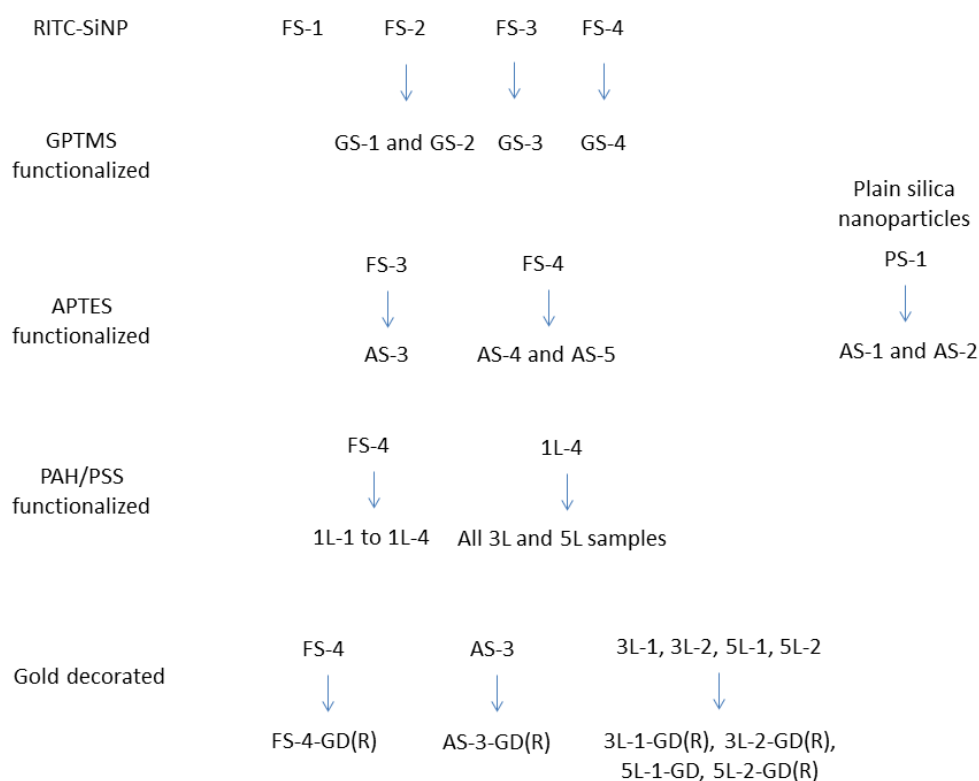 RITC-SiNP FS-1 FS-2 FS-3 FS-4
GPTMS
functionalized
GS-1 and GS-2 GS-3 GS-4
Plain silica
nanoparticles
FS-3 FS-4 PS-1
APTES
functionalized
AS-3 AS-4 and AS-5 AS-1 and AS-2
FS-4 1L-4
PAH/PSS
functionalized
1L-1 to 1L-4 All 3L and 5L samples
FS-4 AS-3 3L-1, 3L-2, 5L-1, 5L-2
Gold decorated
FS-4-GD(R) AS-3-GD(R) 3L-1-GD(R), 3L-2-GD(R),
5L-1-GD, 5L-2-GD(R)